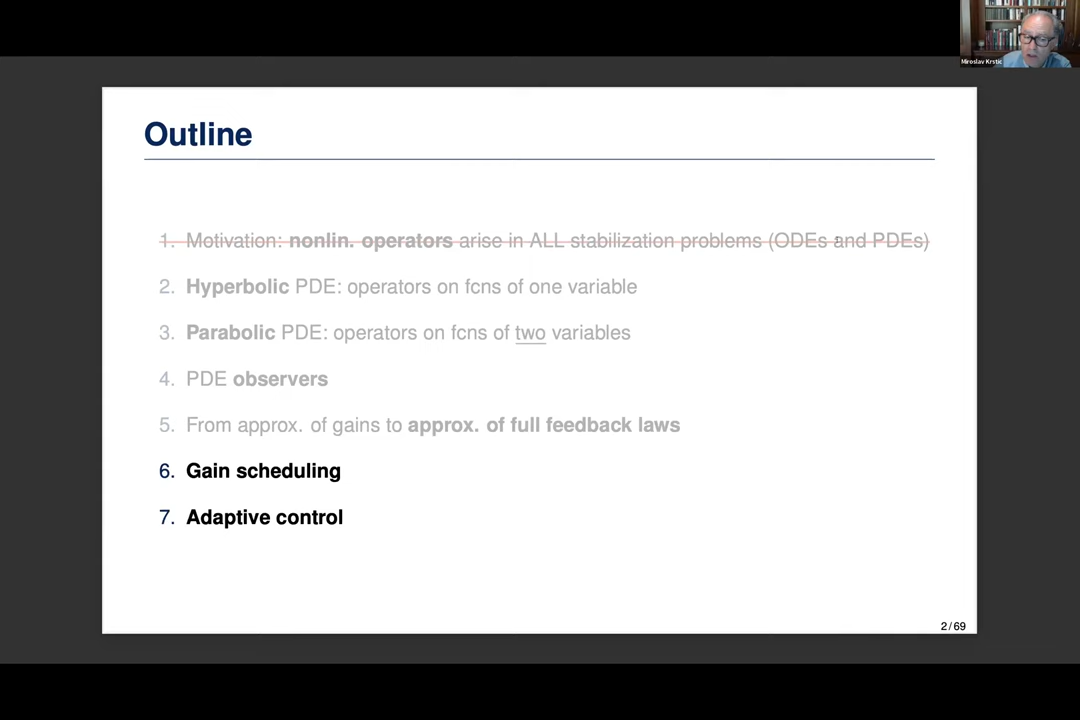 Miroslav Krstic
Outline
1. Motivation: nonlin. operators arise in ALL stabilization problems (ODEs and PDEs)
2. Hyperbolic PDE: operators on fcns of one variable
3. Parabolic PDE: operators on fcns of two variables
4. PDE observers
5. From approx. of gains to approx. of full feedback laws
6. Gain scheduling
7. Adaptive control
2 / 69